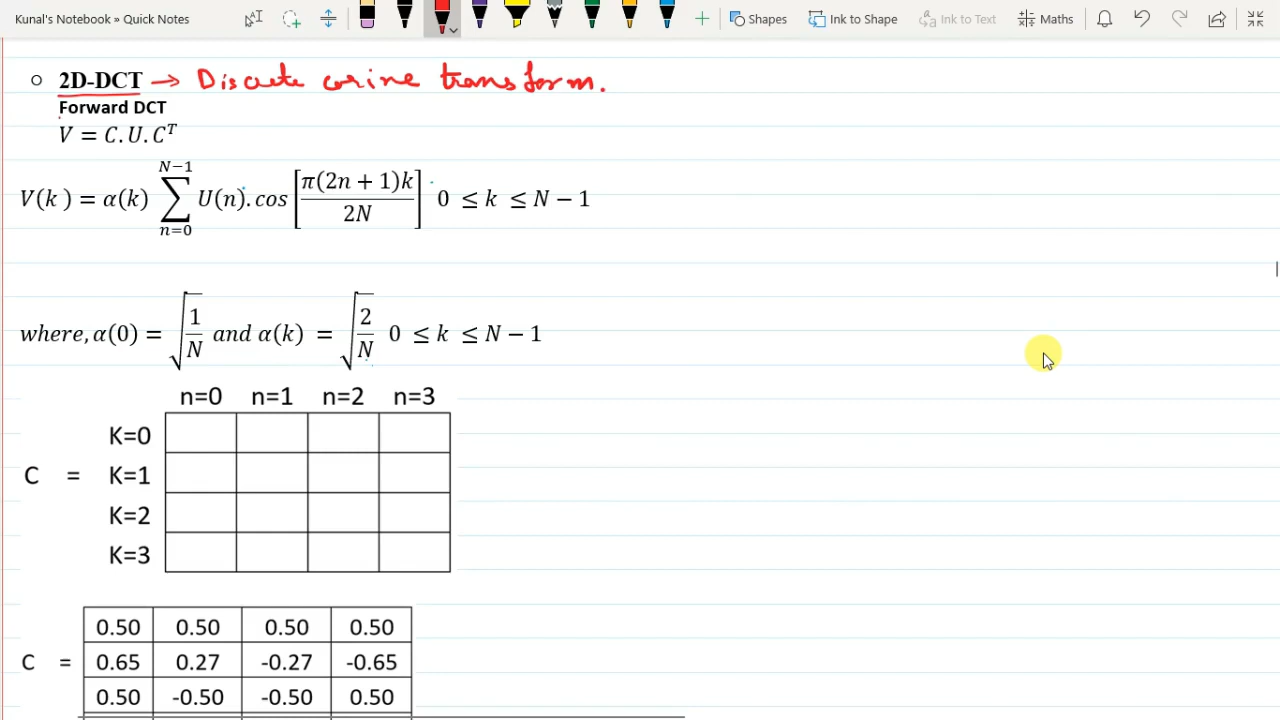 Kunal's Notebook » Quick Notes
Shapes Ink to Shape Ink to Text Maths
2D-DCT → Discrete cosine transform.
Forward DCT
V = C.U.C^T
V(k) = α(k) ∑_{n=0}^{N−1} U(n).cos[π(2n + 1)k / 2N] 0 ≤ k ≤ N − 1
where, α(0) = √(1/N) and α(k) = √(2/N) 0 ≤ k ≤ N − 1
n=0 n=1 n=2 n=3
K=0
C = K=1
K=2
K=3
0.50 0.50 0.50 0.50
C = 0.65 0.27 -0.27 -0.65
0.50 -0.50 -0.50 0.50